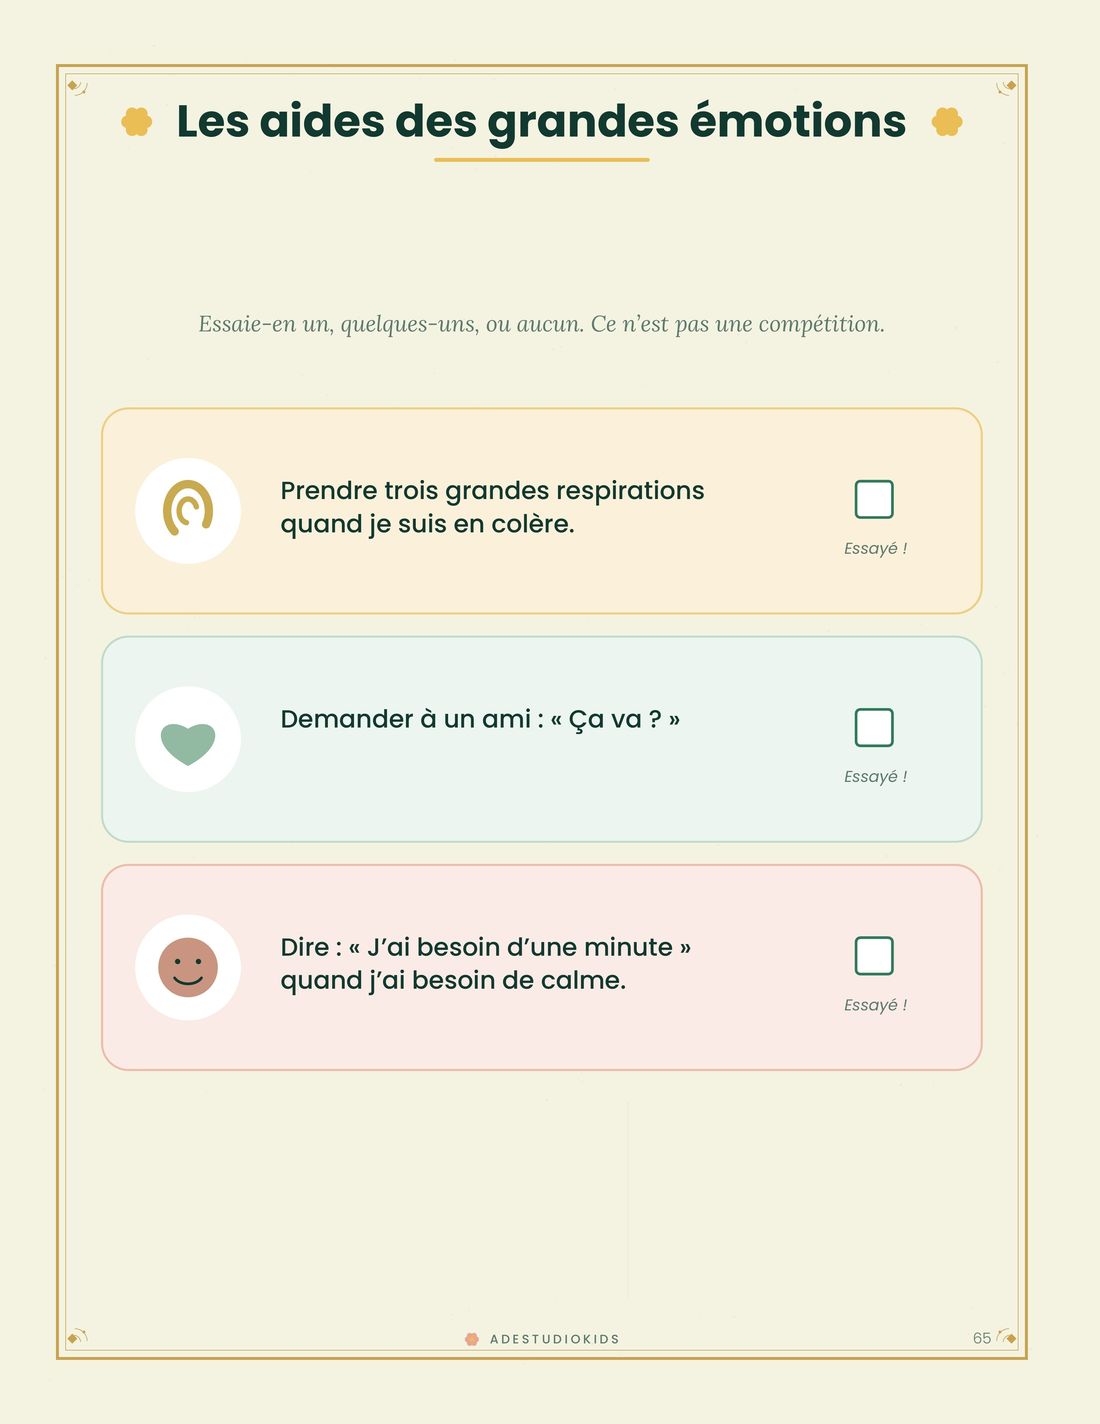 Les aides des grandes émotions
Essaie-en un, quelques-uns, ou aucun. Ce n’est pas une compétition.
Prendre trois grandes respirations
quand je suis en colère.
Essayé !
Demander à un ami : « Ça va ? »
Essayé !
Dire : « J’ai besoin d’une minute »
quand j’ai besoin de calme.
Essayé !
ADESTUDIOKIDS
65